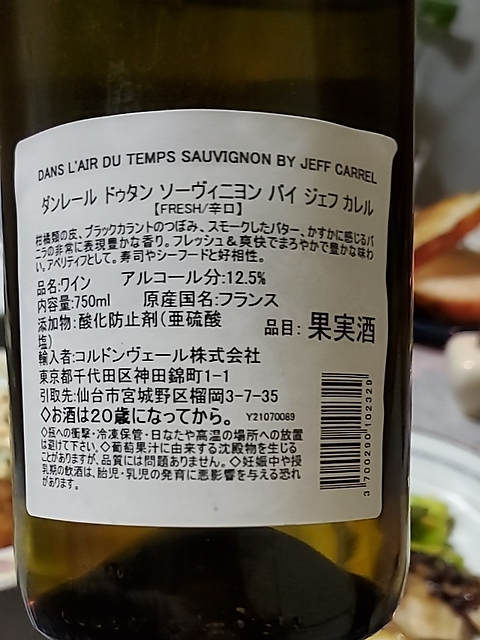 DANS L'AIR DU TEMPS SAUVIGNON BY JEFF CARREL
ダンレール ドゥタン ソーヴィニヨン バイ ジェフ カレル
【FRESH/辛口】
柑橘類の皮、ブラックカラントのつぼみ、スモークしたバター、かすかに感じるバ
ニラの非常に表現豊かな香り。フレッシュ&爽快でまろやかで豊かな味わ
い。アペリティフとして。寿司やシーフードと好相性。
品名:ワイン アルコール分:12.5%
内容量:750ml 原産国名:フランス
添加物:酸化防止剤(亜硫酸
塩) 品目:果実酒
輸入者:コルドンヴェール株式会社
東京都千代田区神田錦町1-1
引取先:仙台市宮城野区榴岡3-7-35
◇お酒は20歳になってから。 Y21070089
◇瓶への衝撃・冷凍保管・日なたや高温の場所への放置
は避けて下さい。◇葡萄果汁に由来する沈殿物を生じる
ことがありますが、品質には問題ありません。◇妊娠中や授
乳期の飲酒は、胎児・乳児の発育に悪影響を与える恐れ
があります。
3 700200 102320